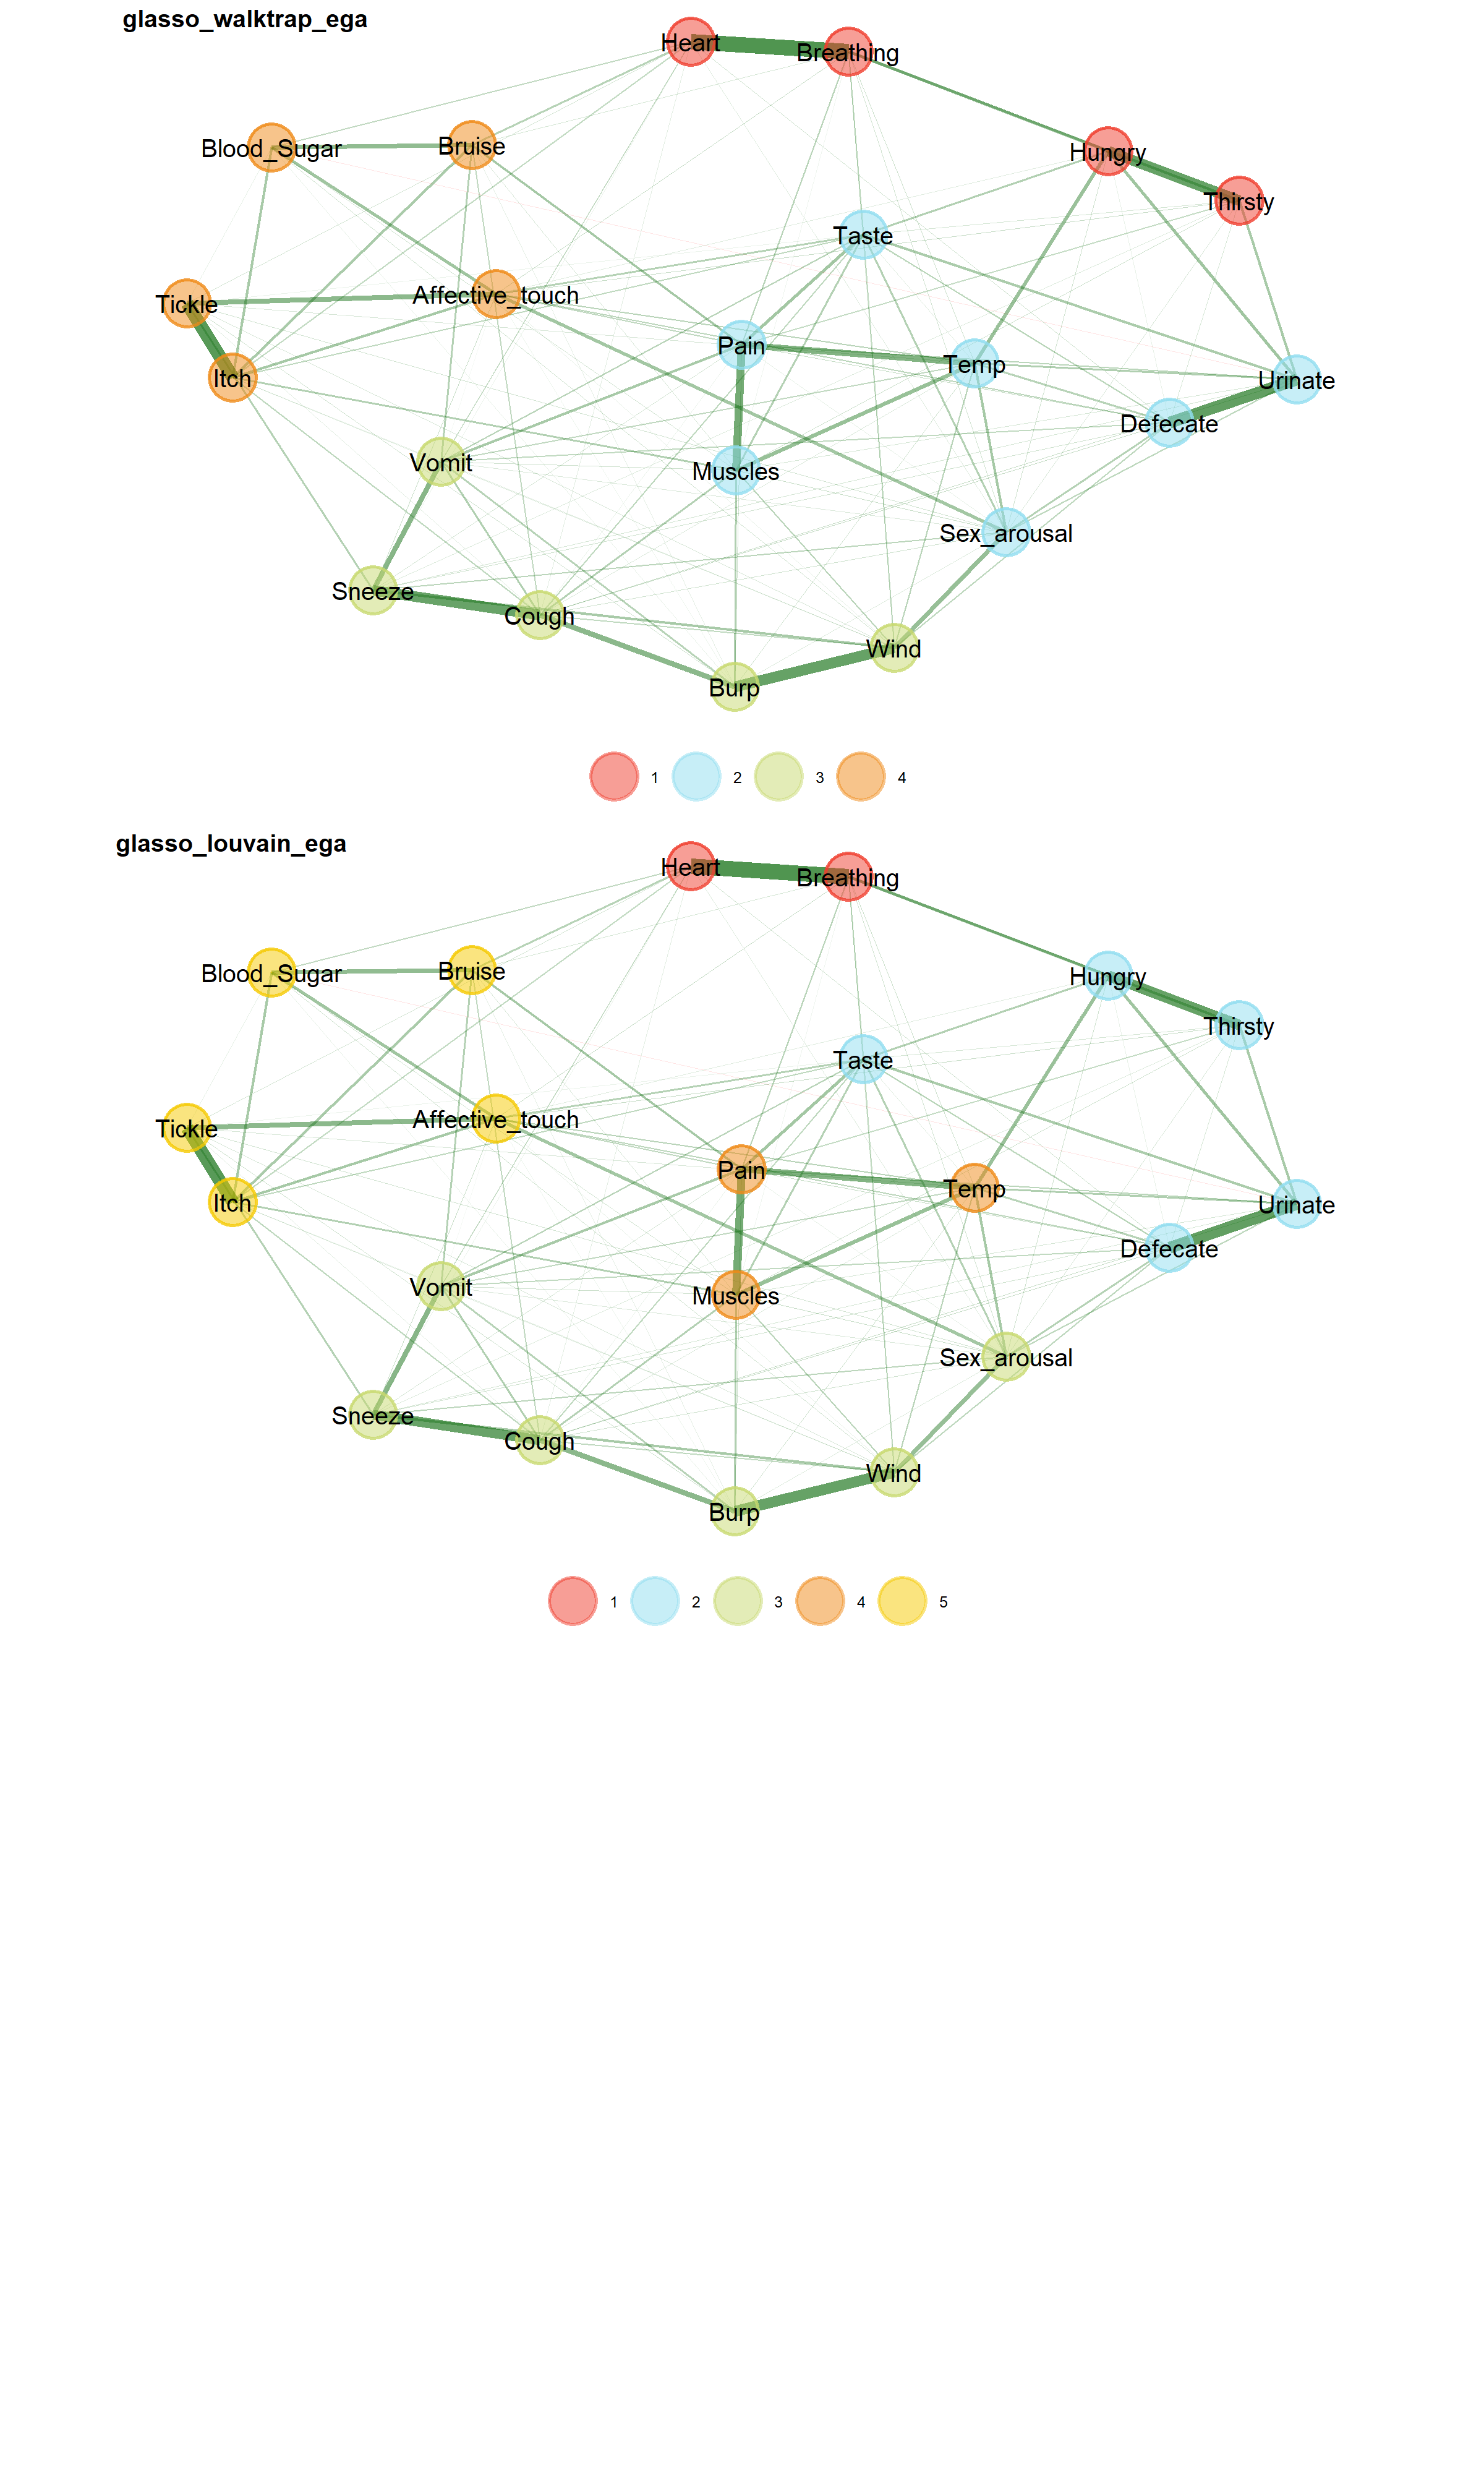 glasso_walktrap_ega
Heart
Breathing
Blood_Sugar
Bruise
Hungry
Thirsty
Taste
Tickle
Affective_touch
Pain
Temp
Itch
Urinate
Defecate
Vomit
Muscles
Sex_arousal
Sneeze
Cough
Wind
Burp
1 2 3 4
glasso_louvain_ega
Heart
Breathing
Blood_Sugar
Bruise
Hungry
Thirsty
Taste
Tickle
Affective_touch
Pain
Temp
Itch
Urinate
Defecate
Vomit
Muscles
Sex_arousal
Sneeze
Cough
Wind
Burp
1 2 3 4 5